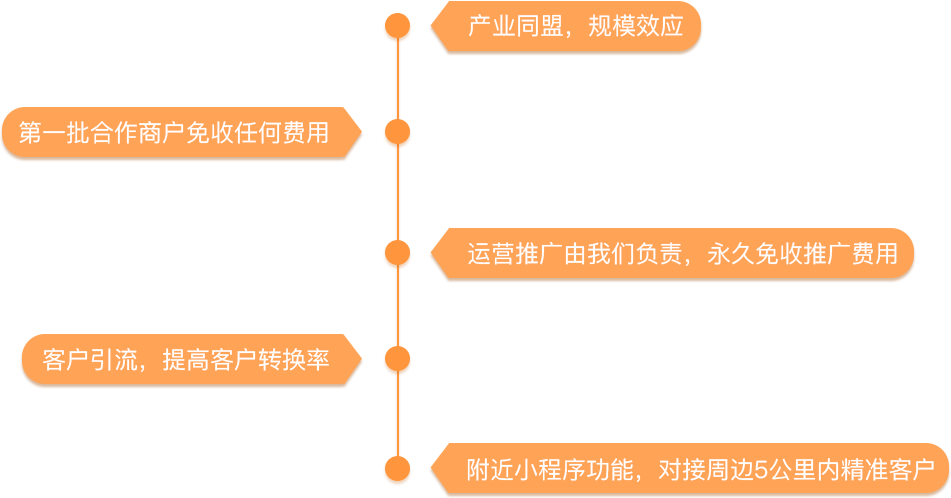 产业同盟，规模效应
第一批合作商户免收任何费用
运营推广由我们负责，永久免收推广费用
客户引流，提高客户转换率
附近小程序功能，对接周边5公里内精准客户